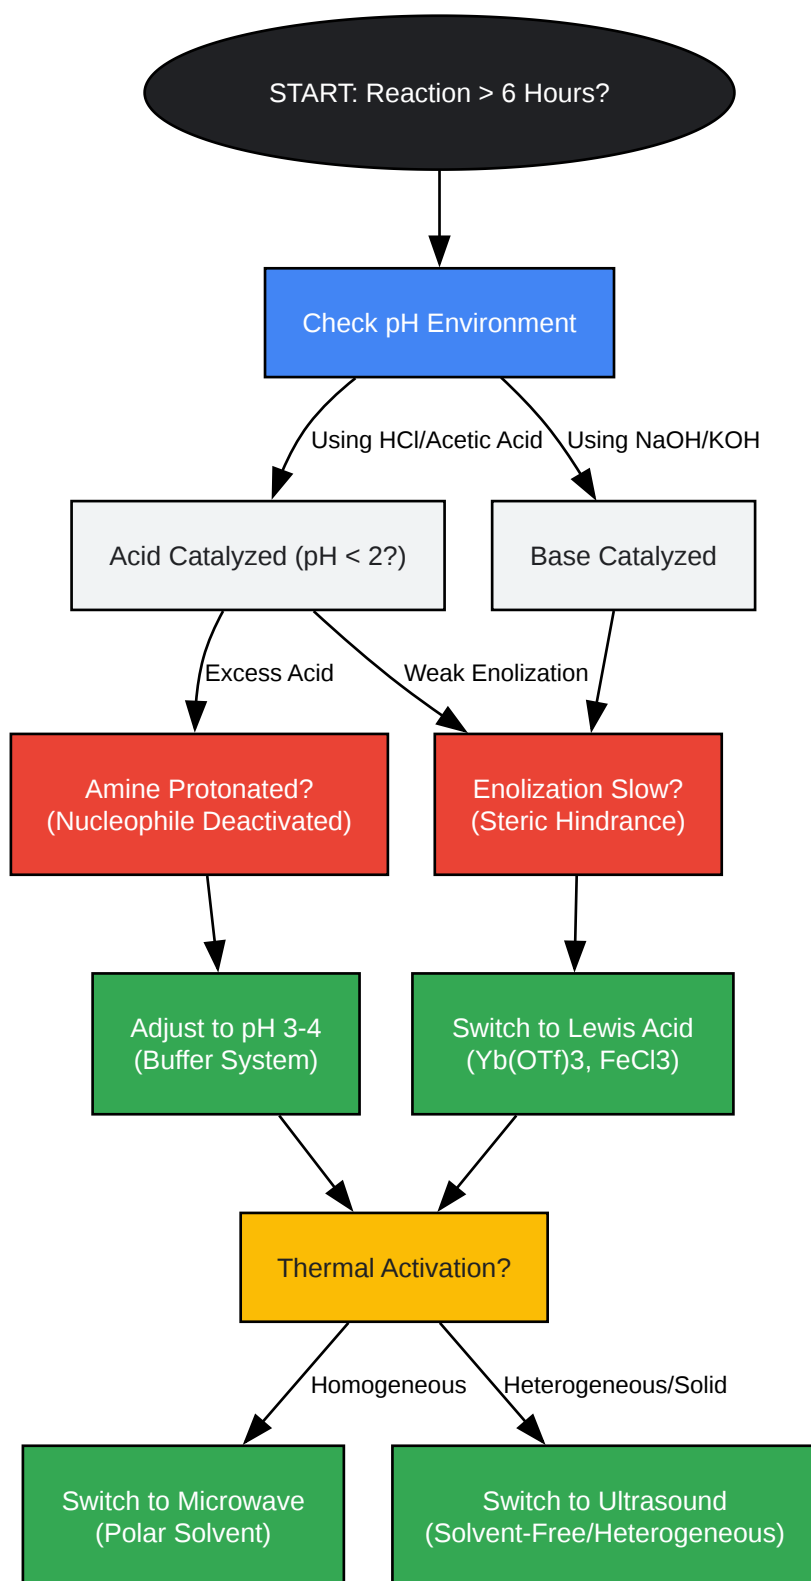 START: Reaction > 6 Hours?
Check pH Environment
Using HCl/Acetic Acid
Using NaOH/KOH
Acid Catalyzed (pH < 2?)
Base Catalyzed
Excess Acid
Weak Enolization
Amine Protonated?
(Nucleophile Deactivated)
Enolization Slow?
(Steric Hindrance)
Adjust to pH 3-4
(Buffer System)
Switch to Lewis Acid
(Yb(OTf)3, FeCl3)
Thermal Activation?
Homogeneous
Heterogeneous/Solid
Switch to Microwave
(Polar Solvent)
Switch to Ultrasound
(Solvent-Free/Heterogeneous)